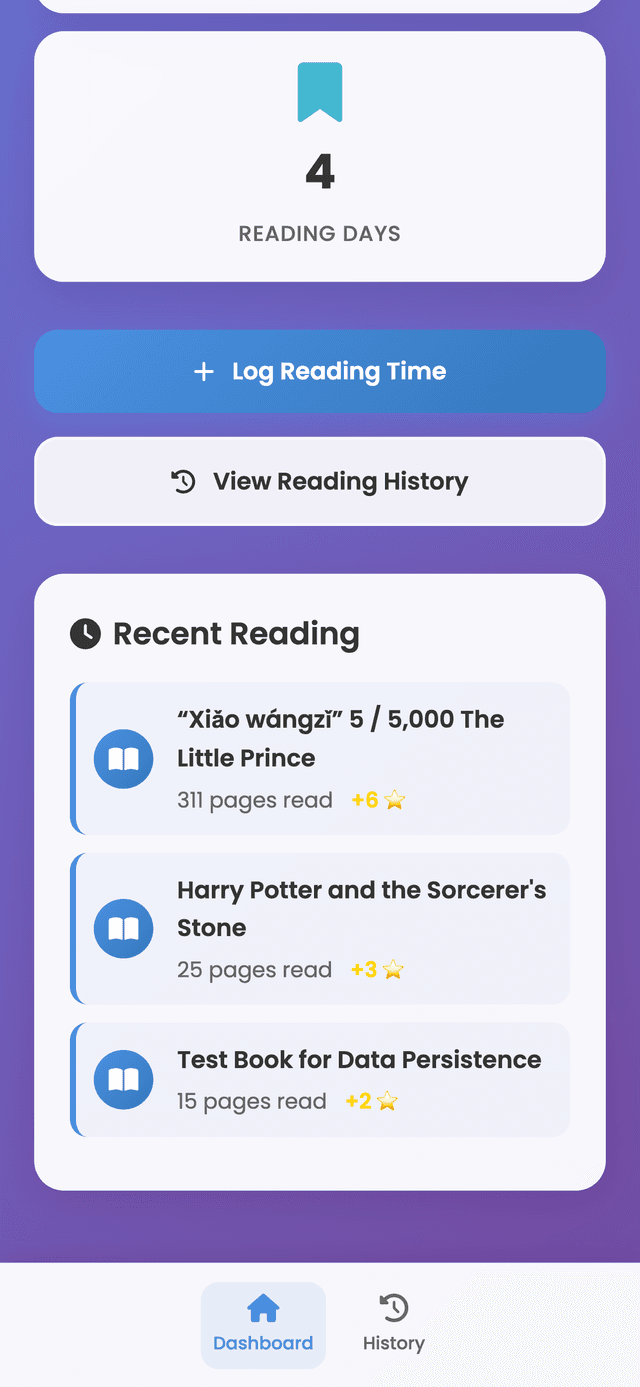 4
READING DAYS
Log Reading Time
View Reading History
Recent Reading
“Xiǎo wángzǐ” 5 / 5,000 The
Little Prince
311 pages read +6
Harry Potter and the Sorcerer's
Stone
25 pages read +3
Test Book for Data Persistence
15 pages read +2
Dashboard
History